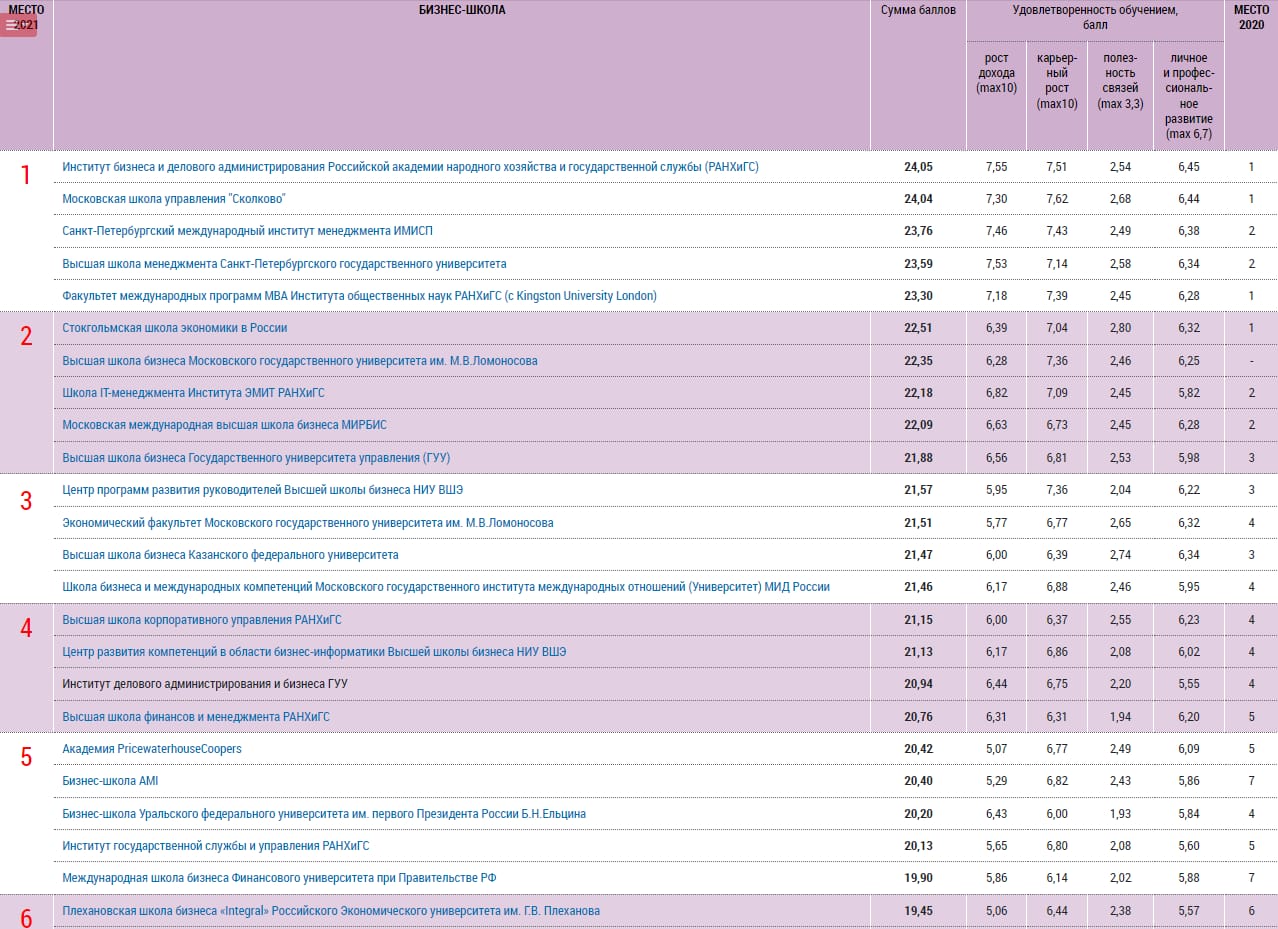 МЕСТО 2021 БИЗНЕС-ШКОЛА Сумма баллов Удовлетворенность обучением, балл МЕСТО 2020
рост дохода (max10) карьер-ный рост (max10) полез-ность связей (max 3,3) личное и профес-сиональ-ное развитие (max 6,7)
1 Институт бизнеса и делового администрирования Российской академии народного хозяйства и государственной службы (РАНХиГС) 24,05 7,55 7,51 2,54 6,45 1
Московская школа управления "Сколково" 24,04 7,30 7,62 2,68 6,44 1
Санкт-Петербургский международный институт менеджмента ИМИСП 23,76 7,46 7,43 2,49 6,38 2
Высшая школа менеджмента Санкт-Петербургского государственного университета 23,59 7,53 7,14 2,58 6,34 2
Факультет международных программ МВА Института общественных наук РАНХиГС (с Kingston University London) 23,30 7,18 7,39 2,45 6,28 1
2 Стокгольмская школа экономики в России 22,51 6,39 7,04 2,80 6,32 1
Высшая школа бизнеса Московского государственного университета им. М.В.Ломоносова 22,35 6,28 7,36 2,46 6,25 -
Школа IT-менеджмента Института ЭМИТ РАНХиГС 22,18 6,82 7,09 2,45 5,82 2
Московская международная высшая школа бизнеса МИРБИС 22,09 6,63 6,73 2,45 6,28 2
Высшая школа бизнеса Государственного университета управления (ГУУ) 21,88 6,56 6,81 2,53 5,98 3
3 Центр программ развития руководителей Высшей школы бизнеса НИУ ВШЭ 21,57 5,95 7,36 2,04 6,22 3
Экономический факультет Московского государственного университета им. М.В.Ломоносова 21,51 5,77 6,77 2,65 6,32 4
Высшая школа бизнеса Казанского федерального университета 21,47 6,00 6,39 2,74 6,34 3
Школа бизнеса и международных компетенций Московского государственного института международных отношений (Университет) МИД России 21,46 6,17 6,88 2,46 5,95 4
4 Высшая школа корпоративного управления РАНХиГС 21,15 6,00 6,37 2,55 6,23 4
Центр развития компетенций в области бизнес-информатики Высшей школы бизнеса НИУ ВШЭ 21,13 6,17 6,86 2,08 6,02 4
Институт делового администрирования и бизнеса ГУУ 20,94 6,44 6,75 2,20 5,55 4
Высшая школа финансов и менеджмента РАНХиГС 20,76 6,31 6,31 1,94 6,20 5
5 Академия PricewaterhouseCoopers 20,42 5,07 6,77 2,49 6,09 5
Бизнес-школа AMI 20,40 5,29 6,82 2,43 5,86 7
Бизнес-школа Уральского федерального университета им. первого Президента России Б.Н.Ельцина 20,20 6,43 6,00 1,93 5,84 4
Институт государственной службы и управления РАНХиГС 20,13 5,65 6,80 2,08 5,60 5
Международная школа бизнеса Финансового университета при Правительстве РФ 19,90 5,86 6,14 2,02 5,88 7
6 Плехановская школа бизнеса «Integral» Российского Экономического университета им. Г.В. Плеханова 19,45 5,06 6,44 2,38 5,57 6